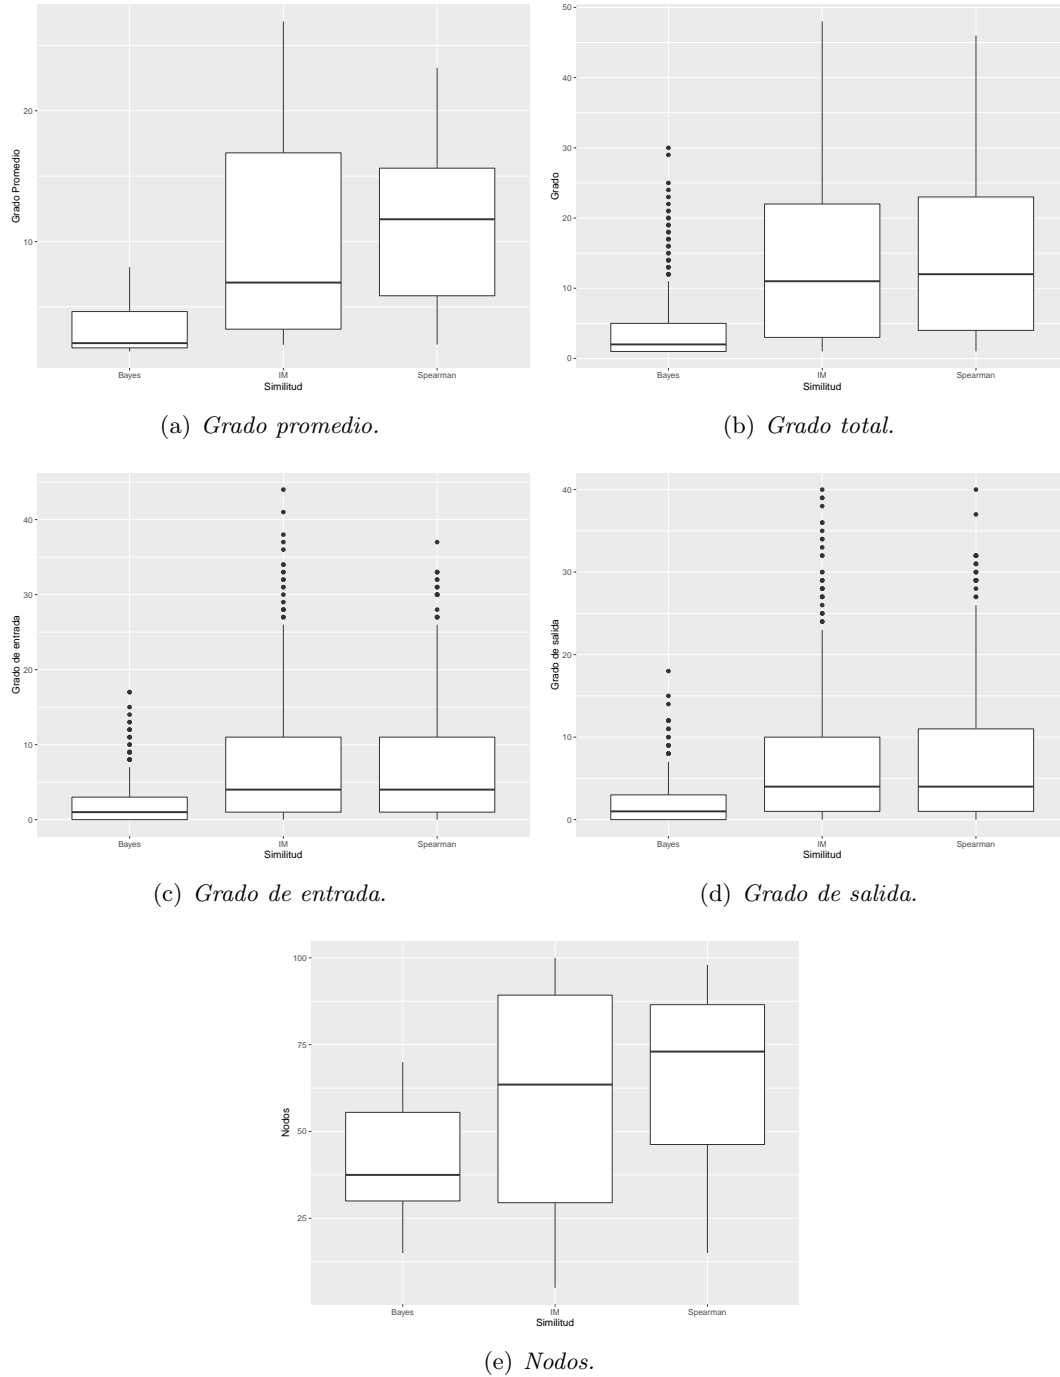 20
10
Grado Promedio
Bayes IM Spearman
Similitud
(a) Grado promedio.
50
40
30
20
10
0
Grado
Bayes IM Spearman
Similitud
(b) Grado total.
40
30
20
10
0
Grado de entrada
Bayes IM Spearman
Similitud
(c) Grado de entrada.
40
30
20
10
0
Grado de salida
Bayes IM Spearman
Similitud
(d) Grado de salida.
100
75
50
25
Nodos
Bayes IM Spearman
Similitud
(e) Nodos.